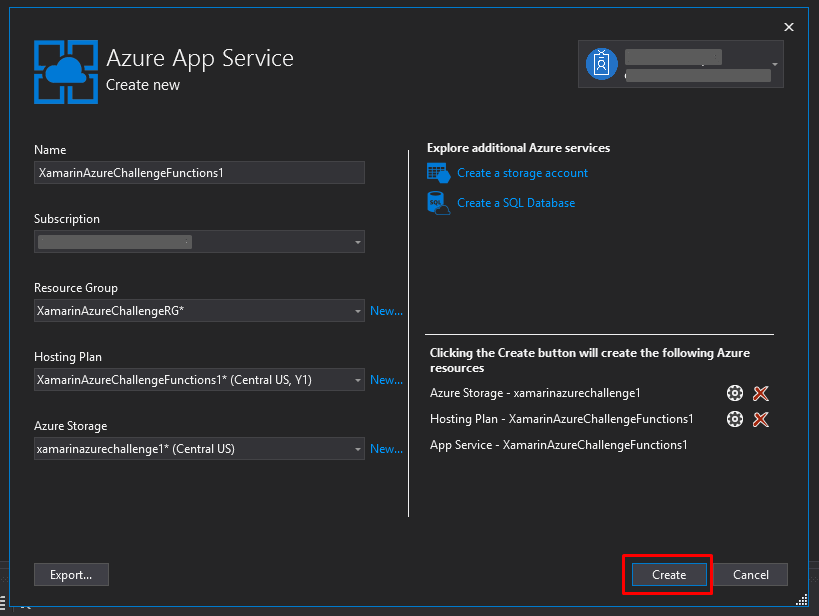 Azure App Service
Create new
Name
XamarinAzureChallengeFunctions1
Subscription
Resource Group
XamarinAzureChallengeRG*
New...
Hosting Plan
XamarinAzureChallengeFunctions1* (Central US, Y1)
New...
Azure Storage
xamarinazurechallenge1* (Central US)
New...
Explore additional Azure services
Create a storage account
SQL
Create a SQL Database
Clicking the Create button will create the following Azure
resources
Azure Storage - xamarinazurechallenge1
Hosting Plan - XamarinAzureChallengeFunctions1
App Service - XamarinAzureChallengeFunctions1
Export...
Create
Cancel